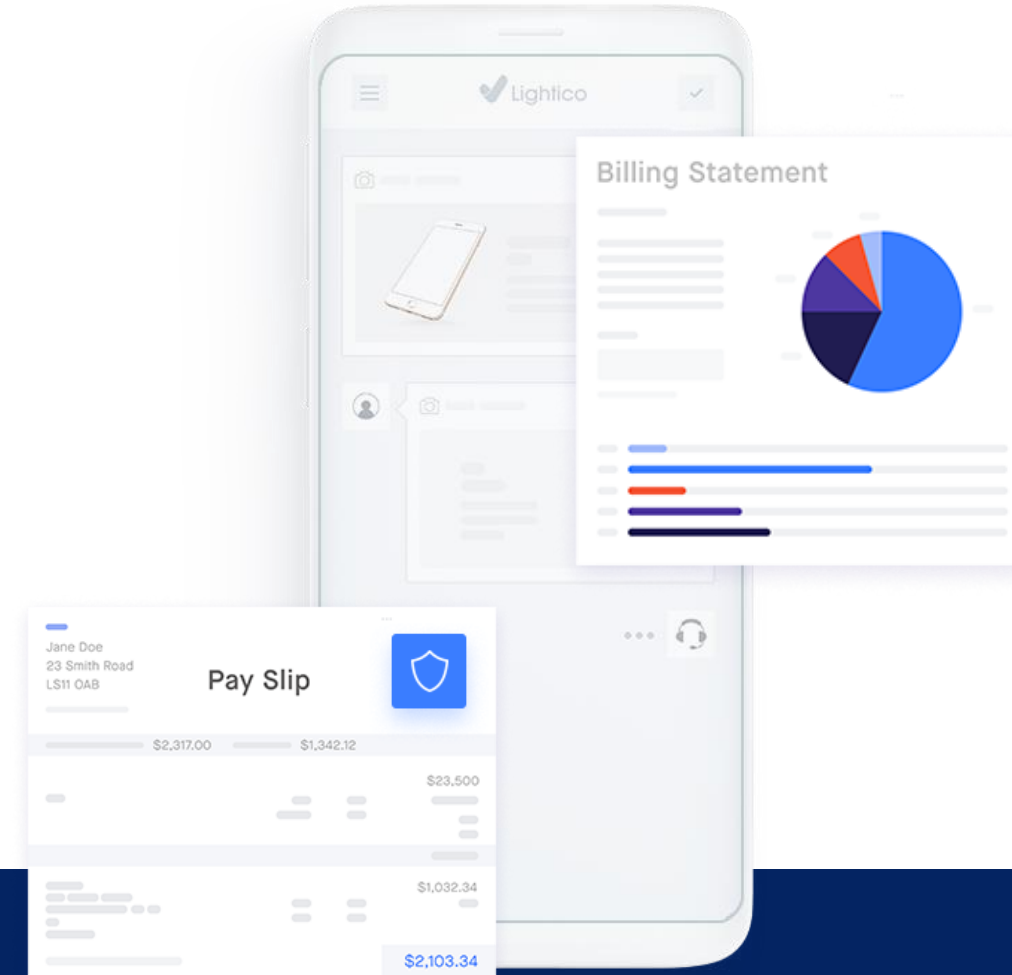 Lightico
Billing Statement
Jane Doe
23 Smith Road
LS11 OAB
Pay Slip
$2,317.00 $1,342.12
$23,500
$1,032.34
$2,103.34